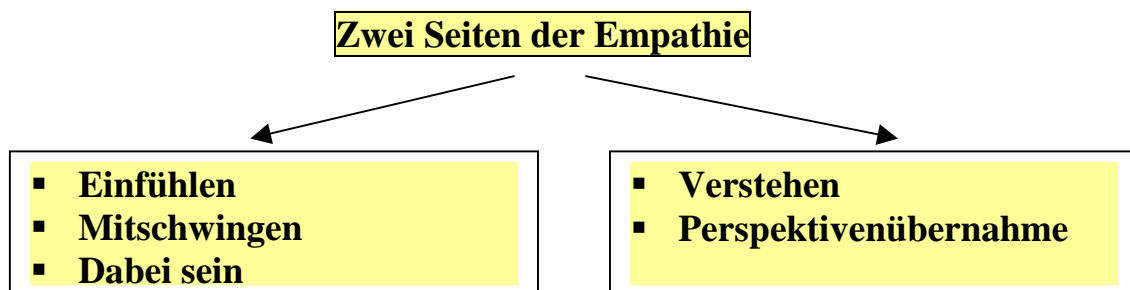 Zwei Seiten der Empathie
▪ Einfühlen
▪ Mitschwingen
▪ Dabei sein
▪ Verstehen
▪ Perspektivenübernahme